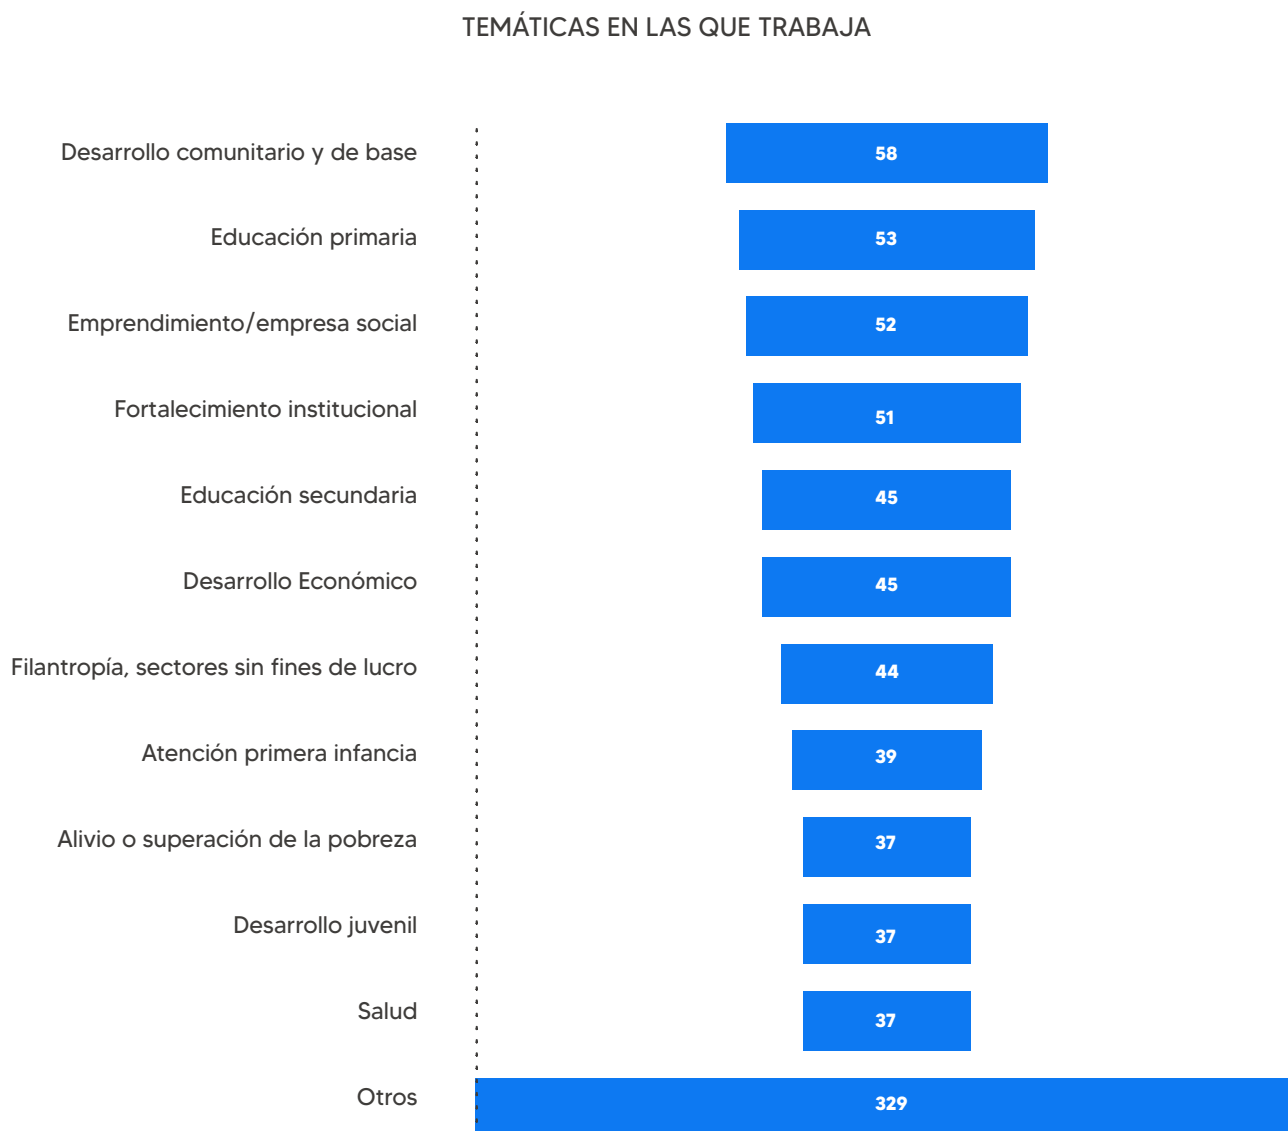 TEMÁTICAS EN LAS QUE TRABAJA
Desarrollo comunitario y de base 58
Educación primaria 53
Emprendimiento/empresa social 52
Fortalecimiento institucional 51
Educación secundaria 45
Desarrollo Económico 45
Filantropía, sectores sin fines de lucro 44
Atención primera infancia 39
Alivio o superación de la pobreza 37
Desarrollo juvenil 37
Salud 37
Otros 329